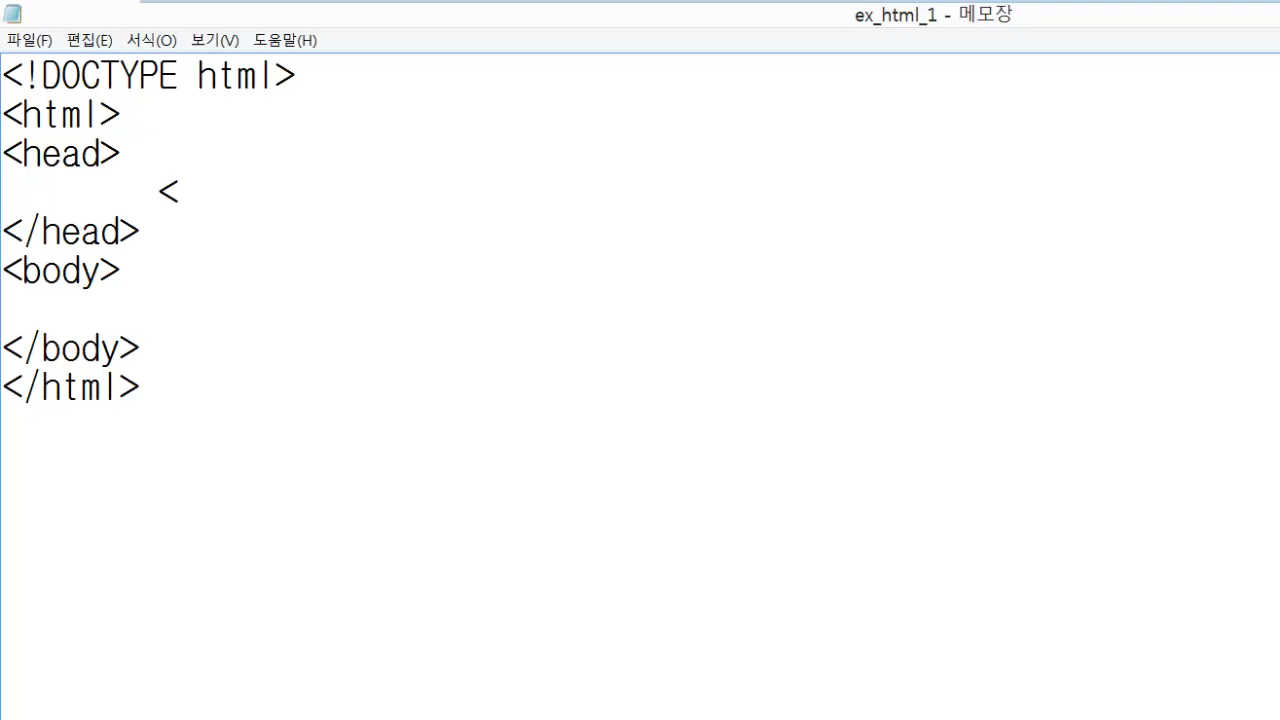 ex_html_1 - 메모장
파일(F) 편집(E) 서식(O) 보기(V) 도움말(H)
<!DOCTYPE html>
<html>
<head>
<
</head>
<body>
</body>
</html>